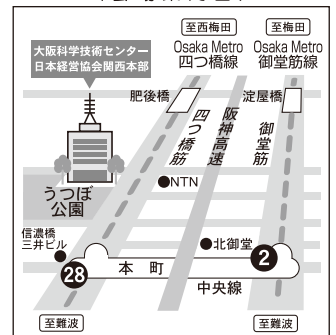 至西梅田
至梅田
Osaka Metro
四つ橋線
Osaka Metro
御堂筋線
大阪科学技術センター
日本経営協会関西本部
肥後橋
淀屋橋
四つ橋筋
阪神高速
御堂筋
うつぼ
公園
●NTN
信濃橋
三井ビル
●北御堂
2
28
本町
中央線
至難波
至難波